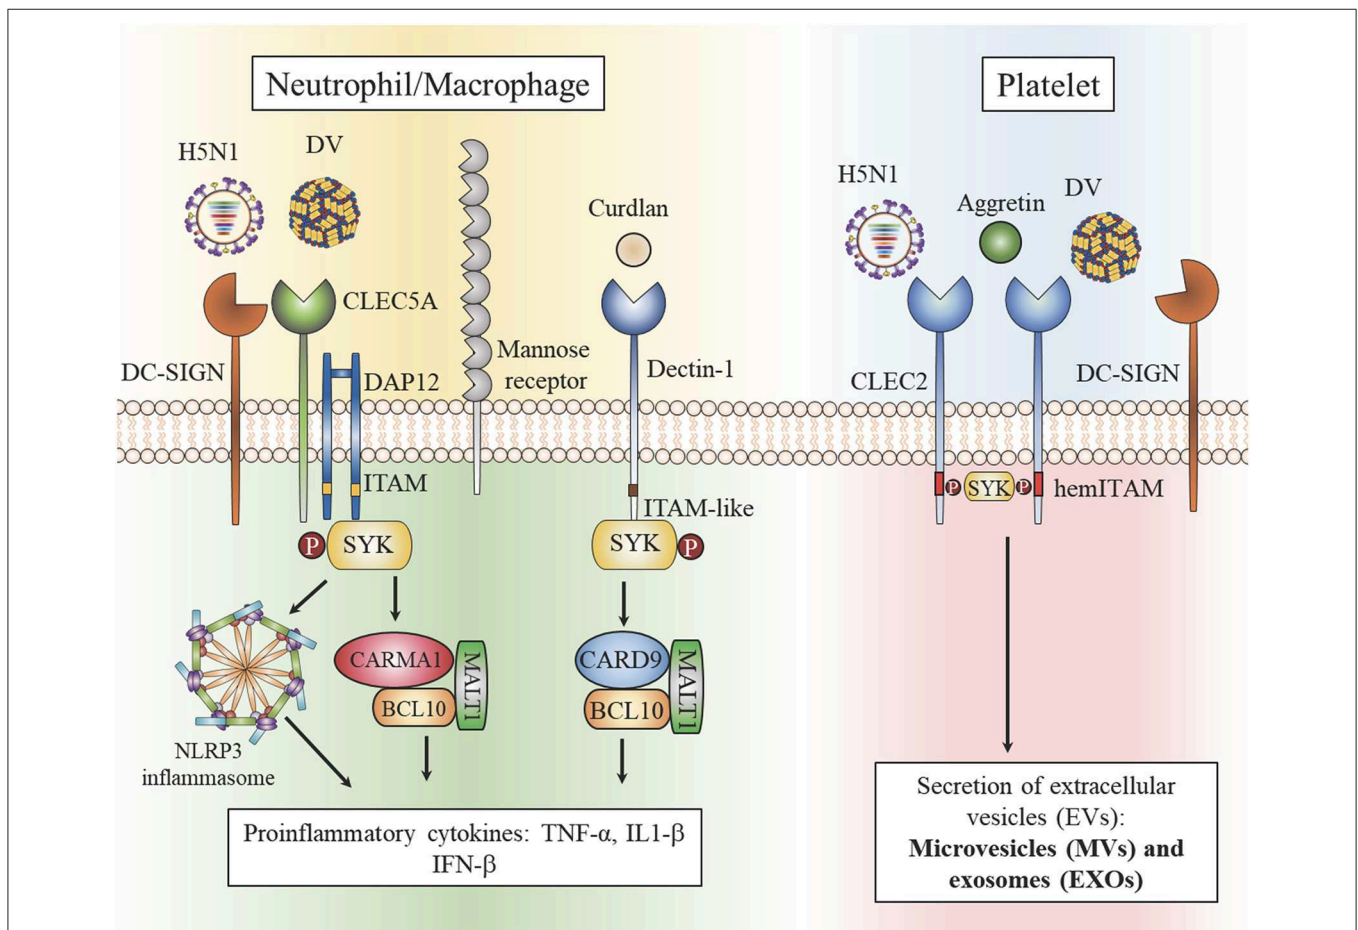 Neutrophil/Macrophage
H5N1
DV
Curdlan
CLEC5A
DC-SIGN
DAP12
Mannose
receptor
Dectin-1
ITAM
ITAM-like
P
SYK
SYK
P
CARMA1
BCL10
MALT1
CARD9
BCL10
MALT1
NLRP3
inflammasome
Proinflammatory cytokines: TNF-α, IL1-β
IFN-β
Platelet
H5N1
Aggretin
DV
CLEC2
DC-SIGN
P
SYK
P
hemITAM
Secretion of extracellular
vesicles (EVs):
Microvesicles (MVs) and
exosomes (EXOs)